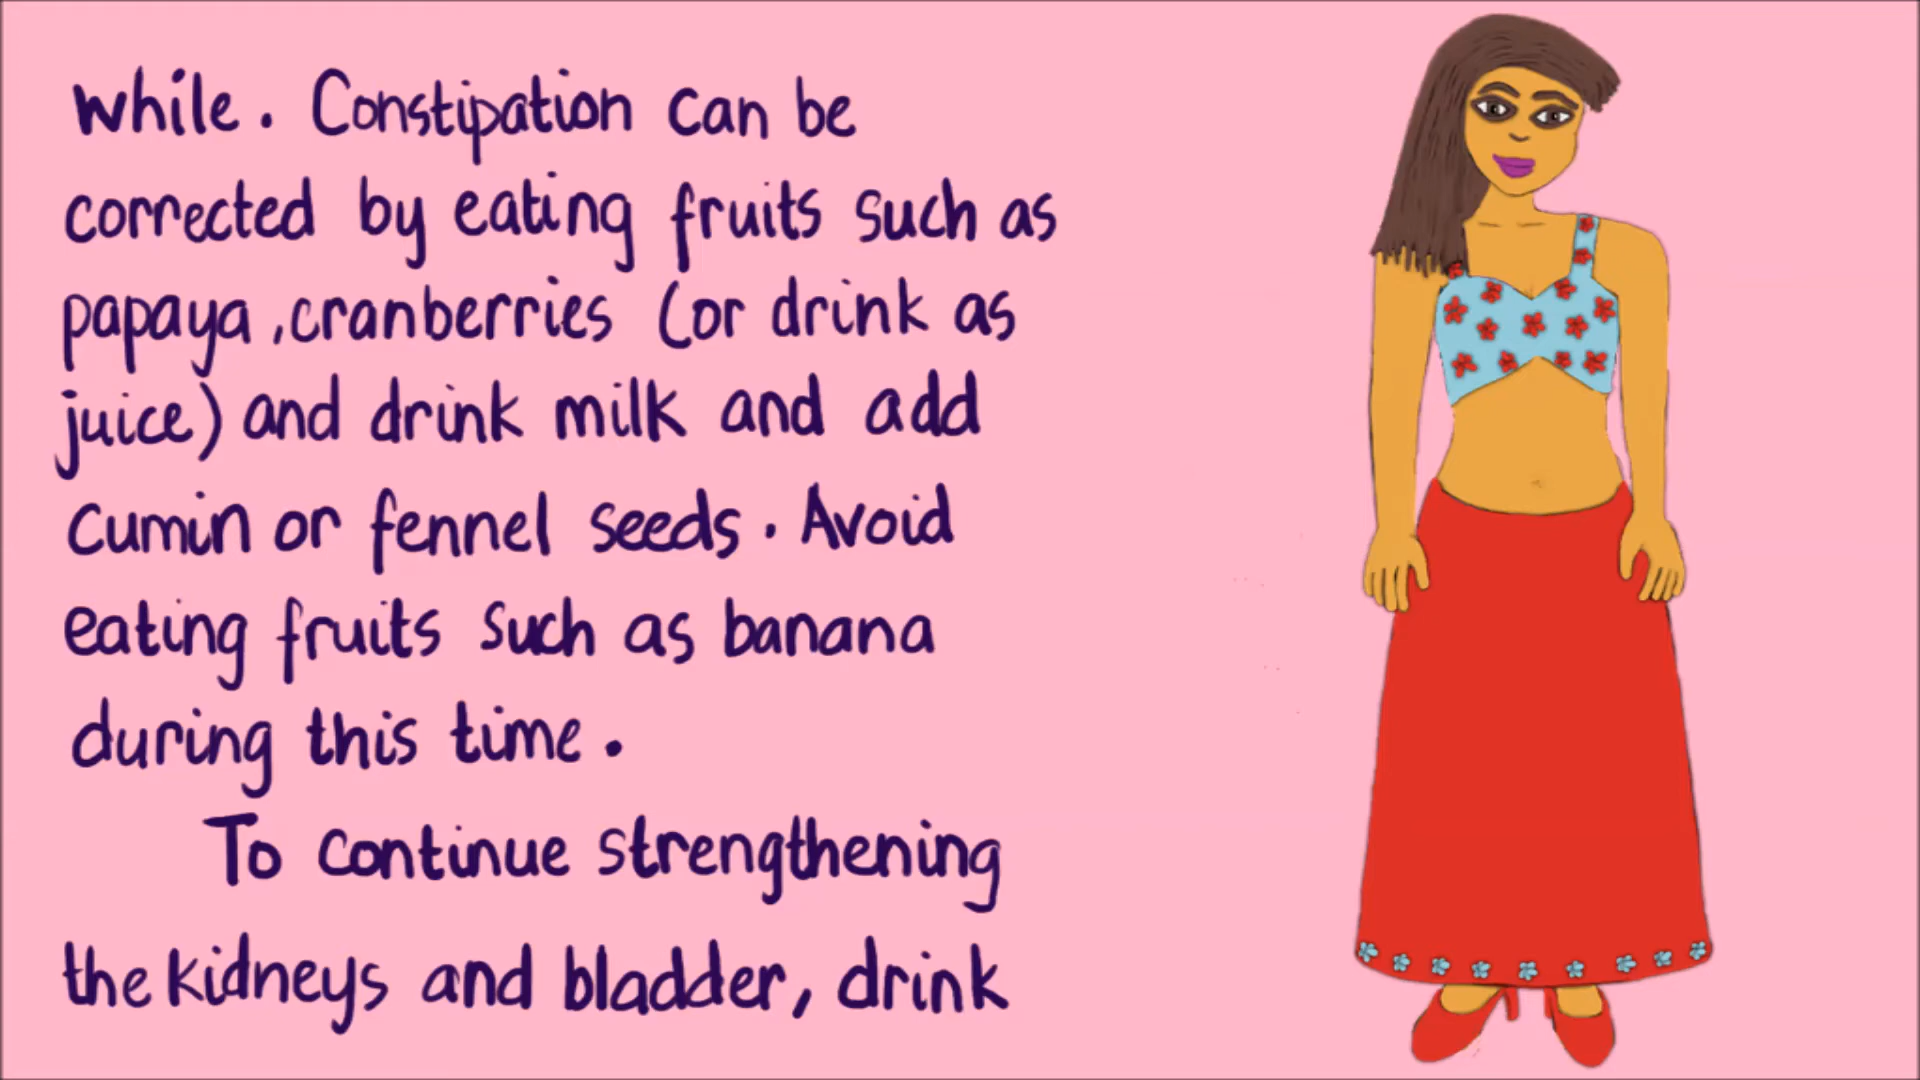 While. Constipation can be
corrected by eating fruits such as
papaya, cranberries (or drink as
juice) and drink milk and add
cumin or fennel seeds. Avoid
eating fruits such as banana
during this time.
To continue strengthening
the kidneys and bladder, drink